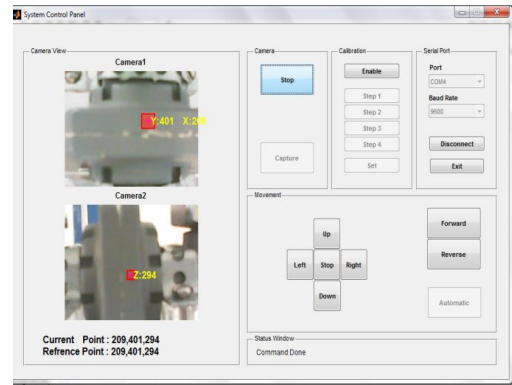 System Control Panel
Camera View
Camera1
Y:401 X:209
Camera2
Z:294
Current Point : 209,401,294
Refrence Point : 209,401,294
Camera
Stop
Capture
Calibration
Enable
Step 1
Step 2
Step 3
Step 4
Set
Serial Port
Port
COM4
Baud Rate
9600
Disconnect
Exit
Movement
Up
Left Stop Right
Down
Forward
Reverse
Automatic
Status Window
Command Done